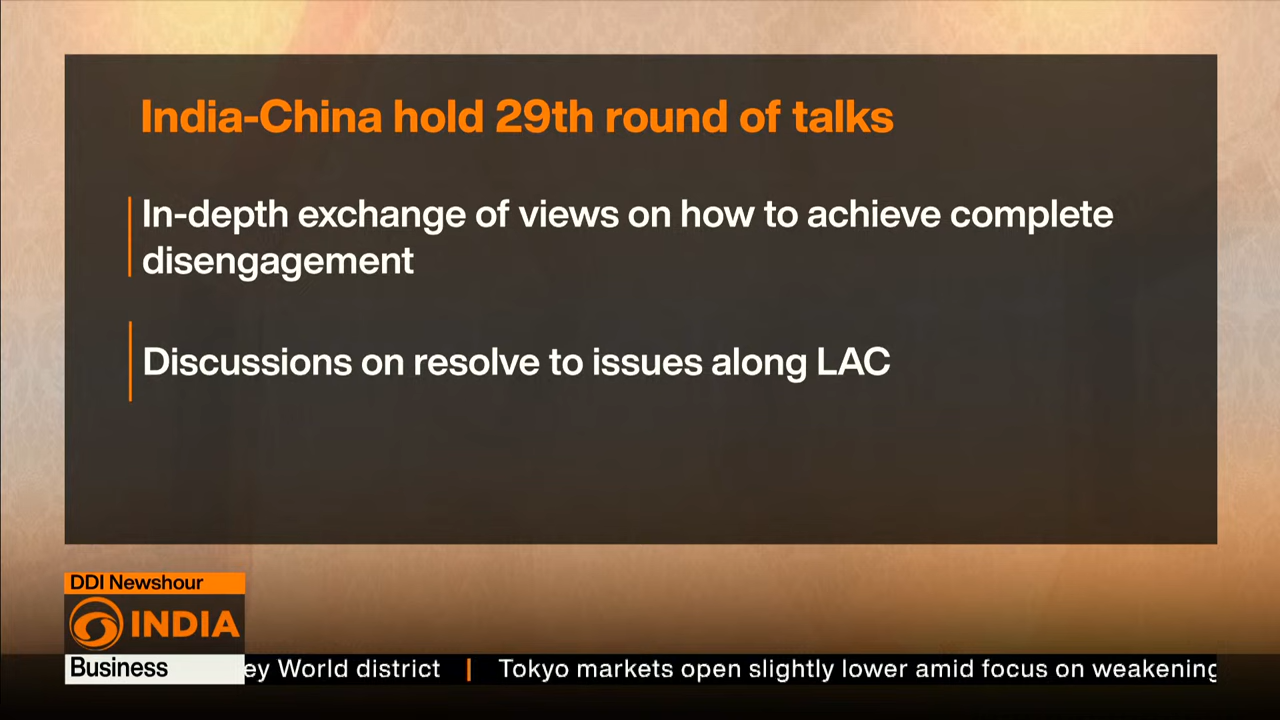 India-China hold 29th round of talks
In-depth exchange of views on how to achieve complete
disengagement
Discussions on resolve to issues along LAC
DDI Newshour
INDIA
Business
ey World district | Tokyo markets open slightly lower amid focus on weakening